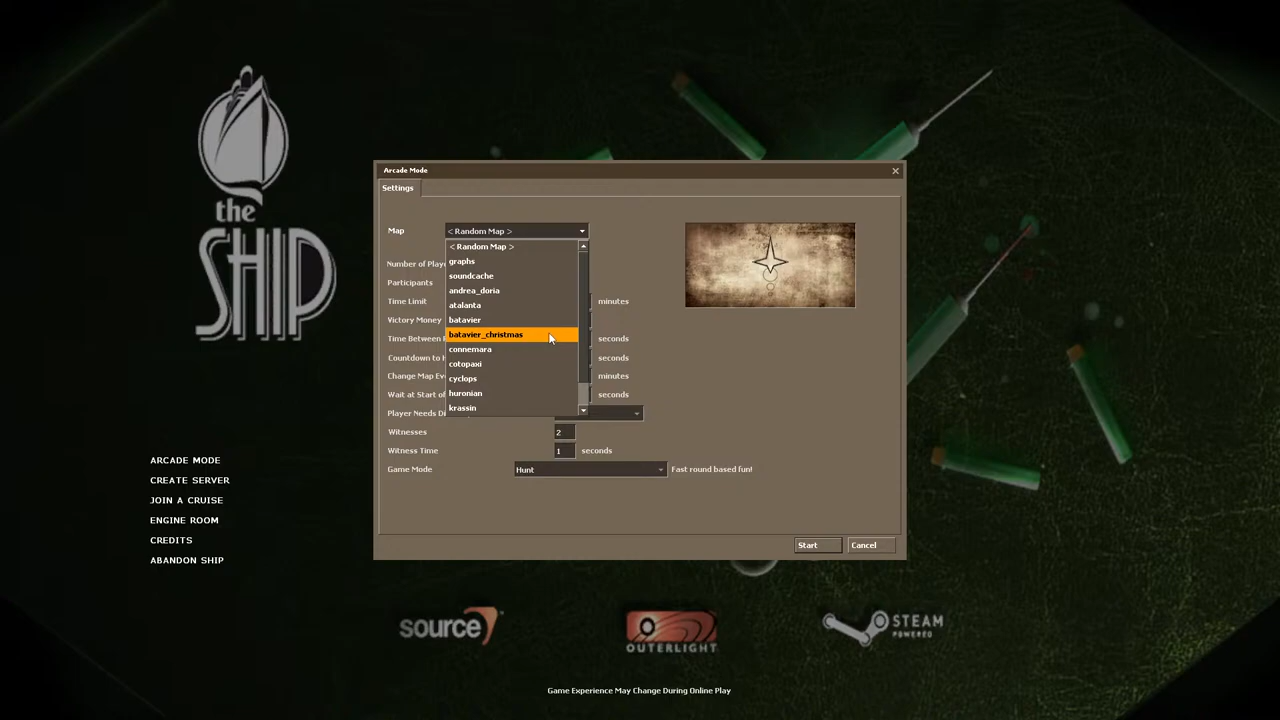 the
SHIP
Arcade Mode
Settings
Map
< Random Map >
< Random Map >
graphs
soundcache
andrea_doria
atalanta
batavier
batavier_christmas
connemara
cotopaxi
cyclops
huronian
krassin
Number of Playe
Participants
Time Limit
minutes
Victory Money
Time Between
seconds
Countdown to
seconds
Change Map Eve
minutes
Wait at Start of
seconds
Player Needs Di
Witnesses
2
Witness Time
1
seconds
Game Mode
Hunt
Fast round based fun!
Start
Cancel
ARCADE MODE
CREATE SERVER
JOIN A CRUISE
ENGINE ROOM
CREDITS
ABANDON SHIP
source
OUTERLIGHT
STEAM
POWERED
Game Experience May Change During Online Play